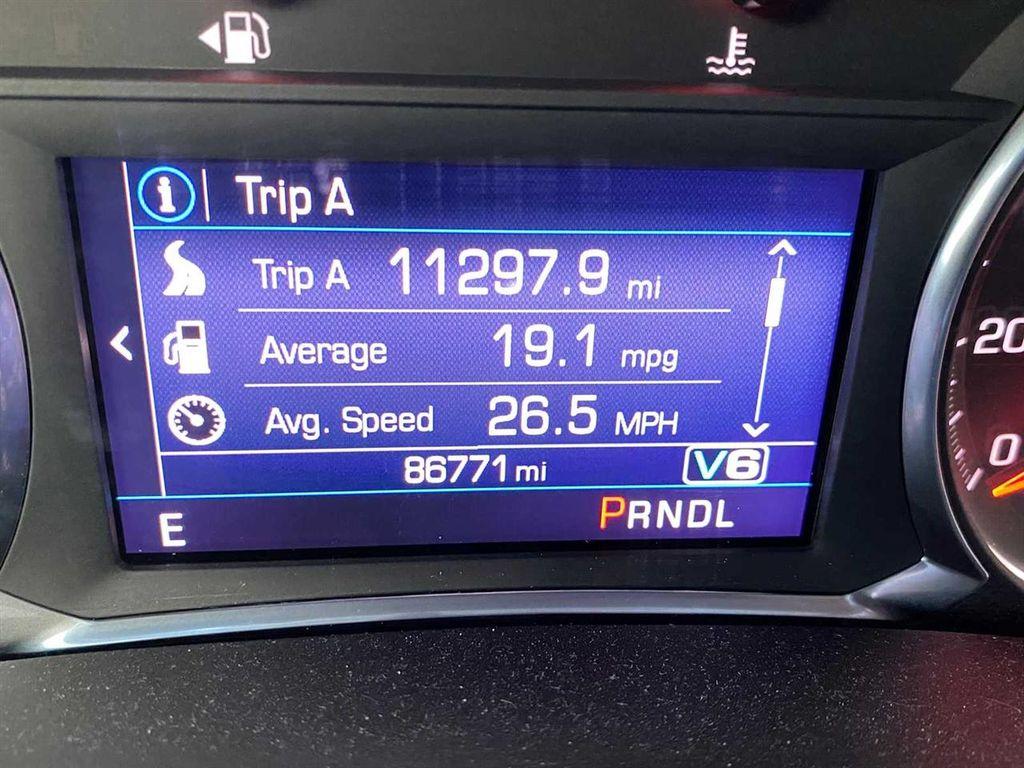 Trip A
Trip A 11297.9 mi
Average 19.1 mpg
Avg. Speed 26.5 MPH
86771 mi V6
E PRNDL
20
0